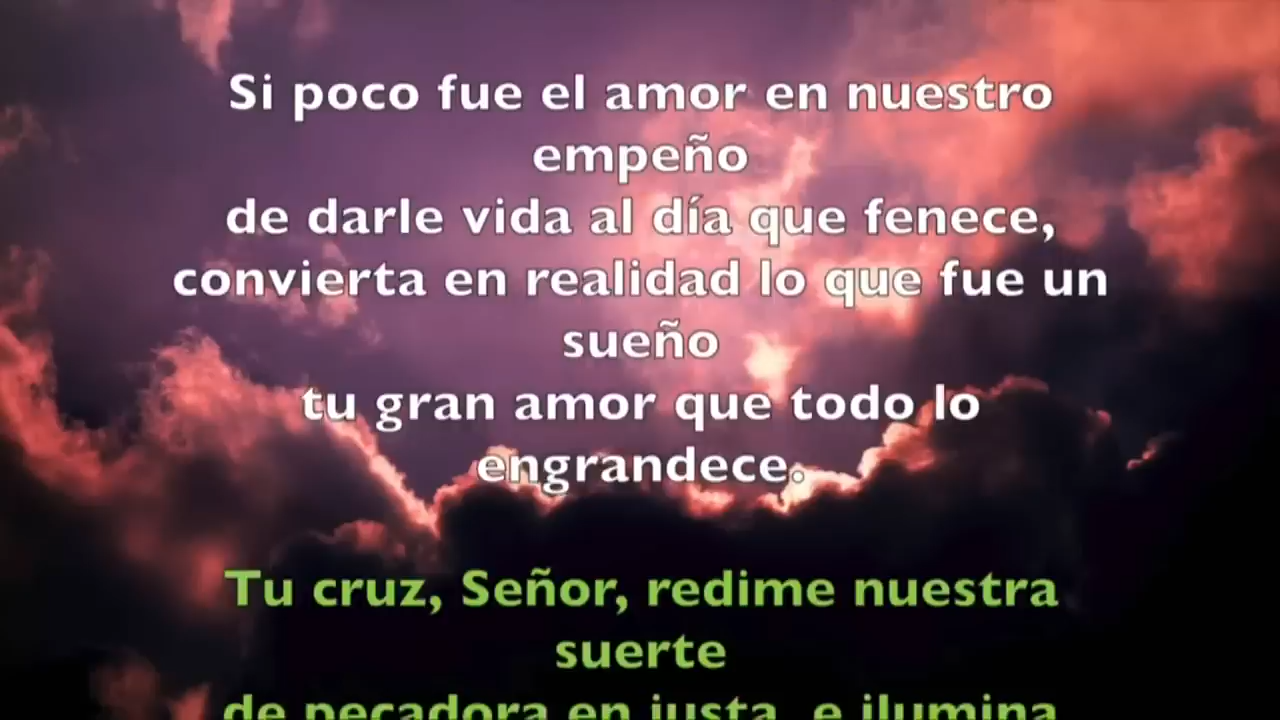 Si poco fue el amor en nuestro
empeño
de darle vida al día que fenece,
convierta en realidad lo que fue un
sueño
tu gran amor que todo lo
engrandece.
Tu cruz, Señor, redime nuestra
suerte
de pecadora en justa, e ilumina